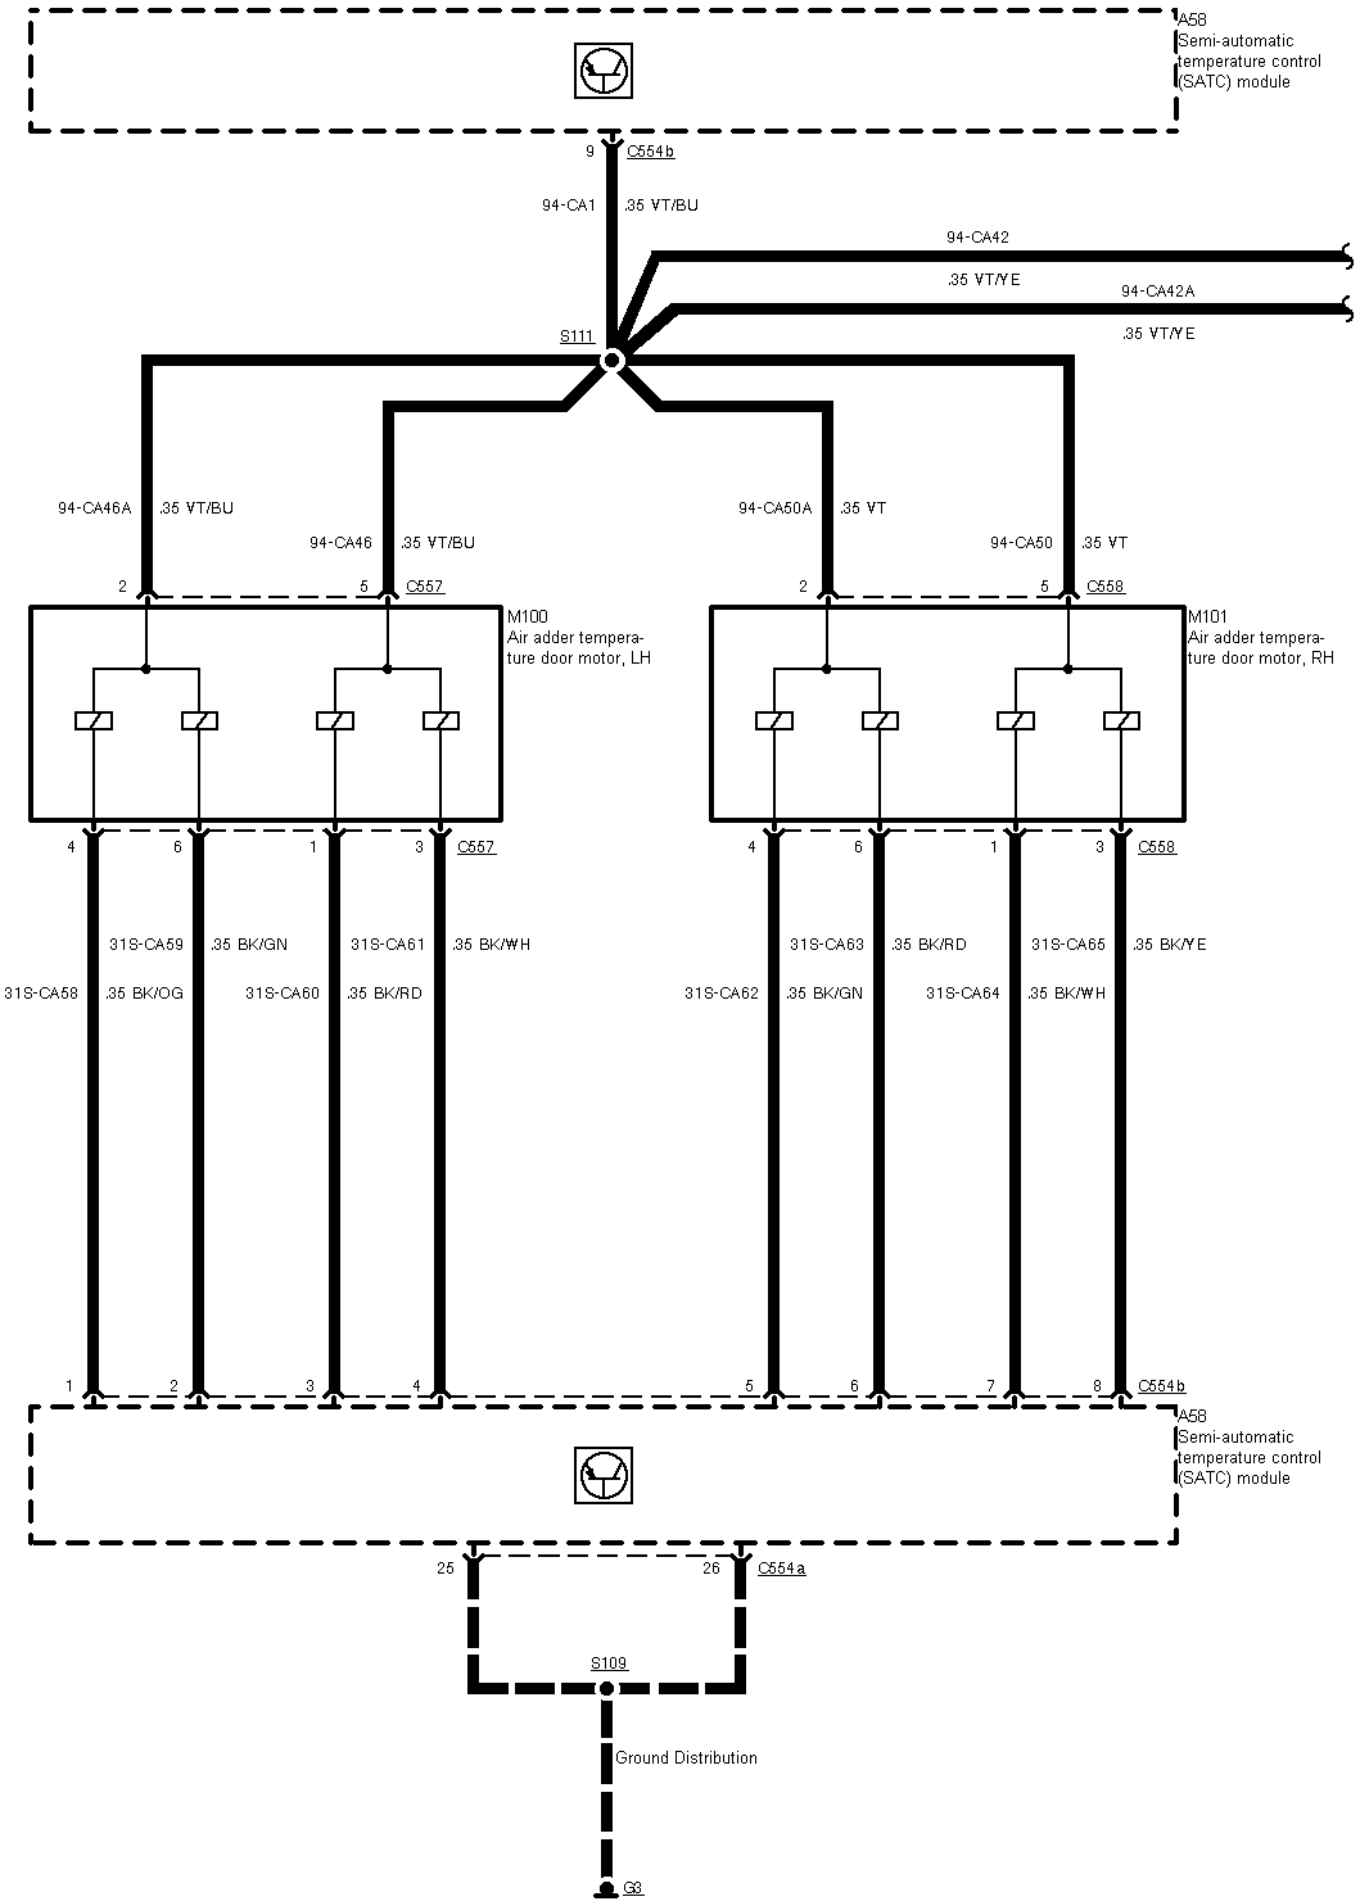 A58
Semi-automatic
temperature control
(SATC) module
9 C554b
94-CA1 .35 VT/BU
94-CA42
.35 VT/YE
94-CA42A
.35 VT/YE
S111
94-CA46A .35 VT/BU
94-CA50A .35 VT
94-CA46 .35 VT/BU
94-CA50 .35 VT
2 5 C557
2 5 C558
M100
Air adder tempera-
ture door motor, LH
M101
Air adder tempera-
ture door motor, RH
4 6 1 3 C557
4 6 1 3 C558
31S-CA59 .35 BK/GN 31S-CA61 .35 BK/WH
31S-CA63 .35 BK/RD 31S-CA65 .35 BK/YE
31S-CA58 .35 BK/OG 31S-CA60 .35 BK/RD
31S-CA62 .35 BK/GN 31S-CA64 .35 BK/WH
1 2 3 4 5 6 7 8 C554b
A58
Semi-automatic
temperature control
(SATC) module
25 26 C554a
S109
Ground Distribution
G3